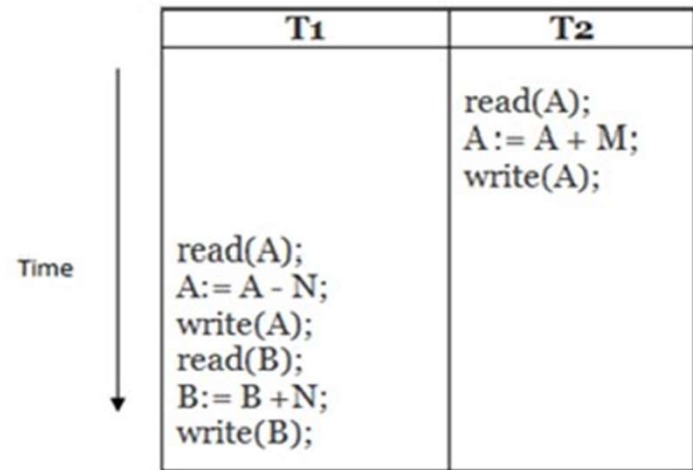 T1 T2
read(A);
A:= A + M;
write(A);
Time
read(A);
A:= A - N;
write(A);
read(B);
B:= B +N;
write(B);